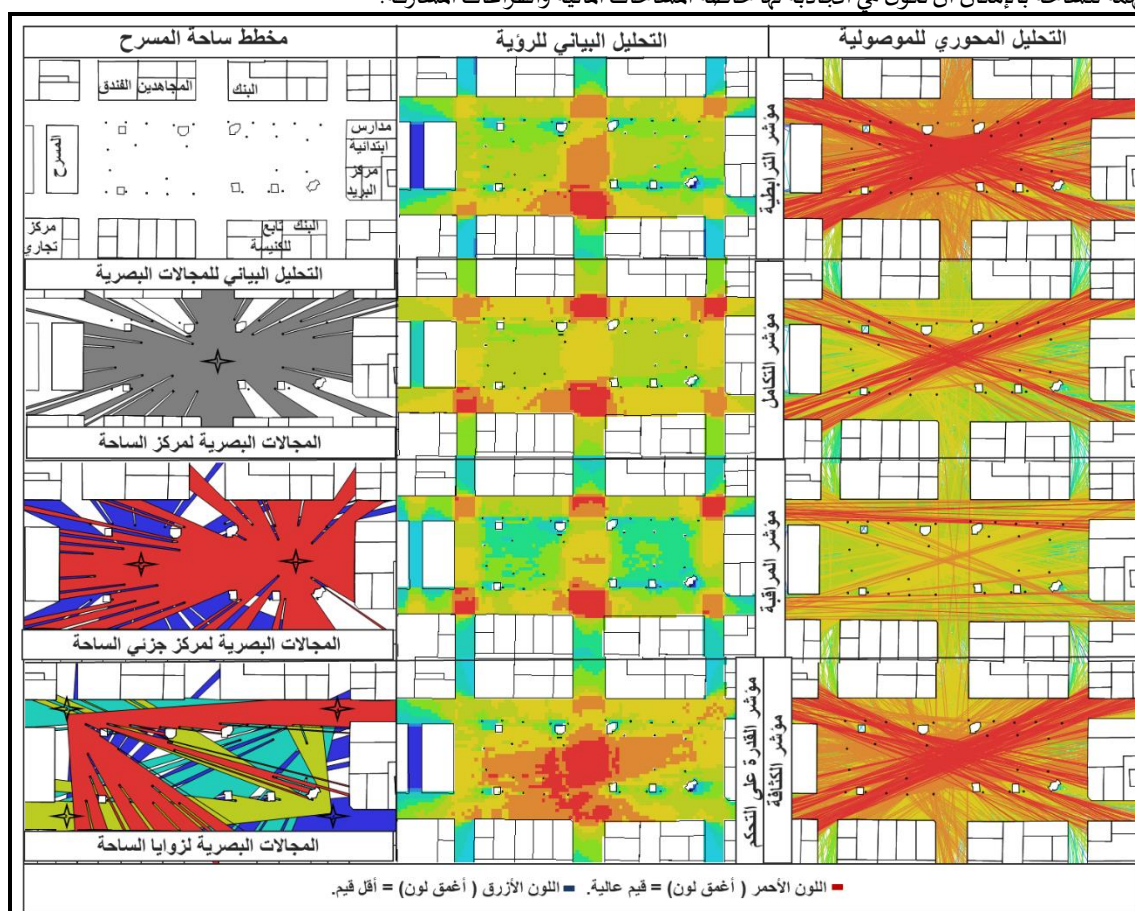 التحليل المحوري للموصولية
التحليل البياني للرؤية
مخطط ساحة المسرح
المجاهدين
الفندق
البنك
المسرح
مدارس
ابتدائية
مركز
البريد
مركز
تجاري
البنك
تابع
للكنيسة
مؤشر الترابطية
التحليل البياني للمجالات البصرية
المجالات البصرية لمركز الساحة
مؤشر التكامل
المجالات البصرية لمركز جزئي الساحة
مؤشر المراقبة
المجالات البصرية لزوايا الساحة
مؤشر القدرة على التحكم
مؤشر الكثافة
اللون الأحمر ( أغمق لون) = قيم عالية. اللون الأزرق ( أغمق لون) = أقل قيم.